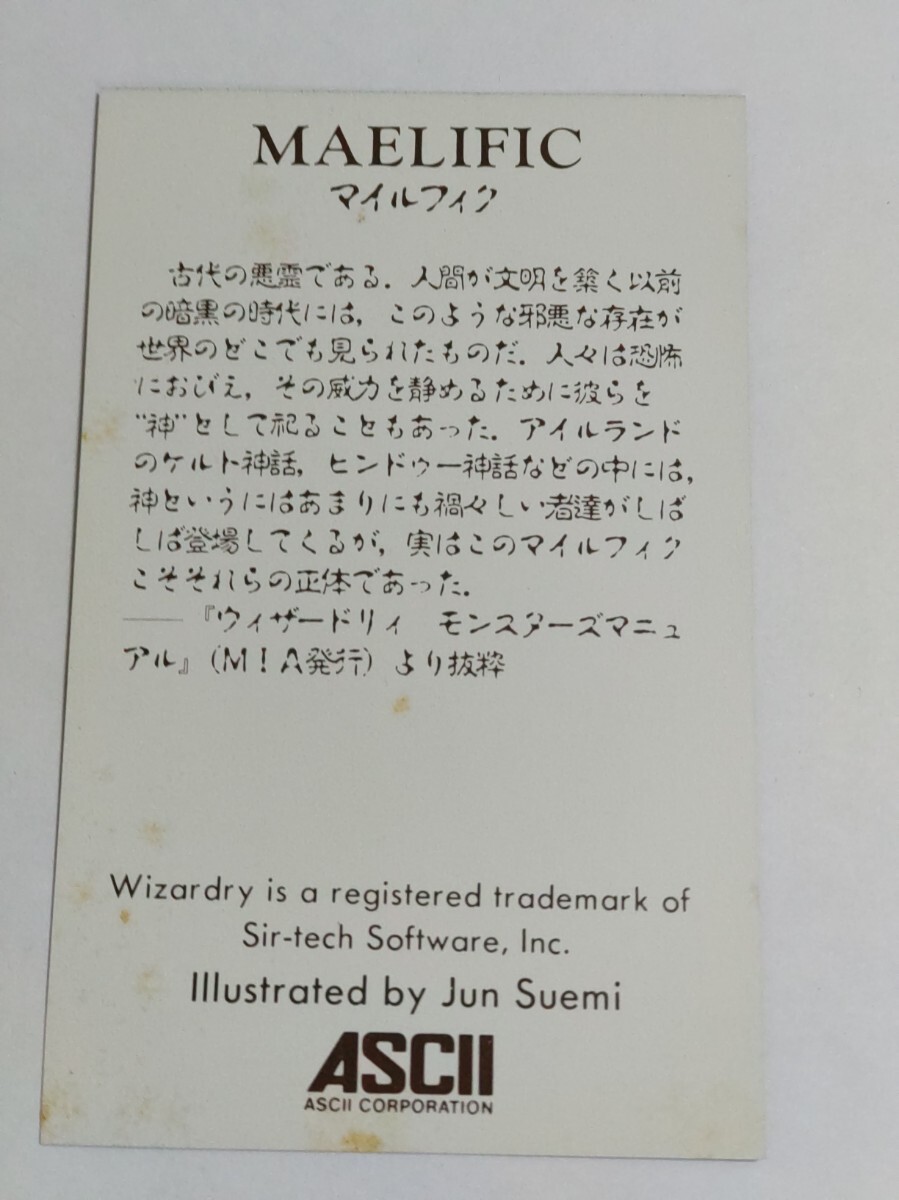 MAELIFIC
マイルフィク
古代の悪霊である．人間が文明を築く以前
の暗黒の時代には，このような邪悪な存在が
世界のどこでも見られたものだ．人々は恐怖
におびえ，その威力を静めるために彼らを
"神"として祀ることもあった．アイルランド
のケルト神話，ヒンドゥー神話などの中には，
神というにはあまりにも禍々しい者達がしば
しば登場してくるが，実はこのマイルフィク
こそそれらの正体であった．
――『ウィザードリィ　モンスターズマニュ
アル』(M！A発行)より抜粋
Wizardry is a registered trademark of
Sir-tech Software, Inc.
Illustrated by Jun Suemi
ASCII
ASCII CORPORATION